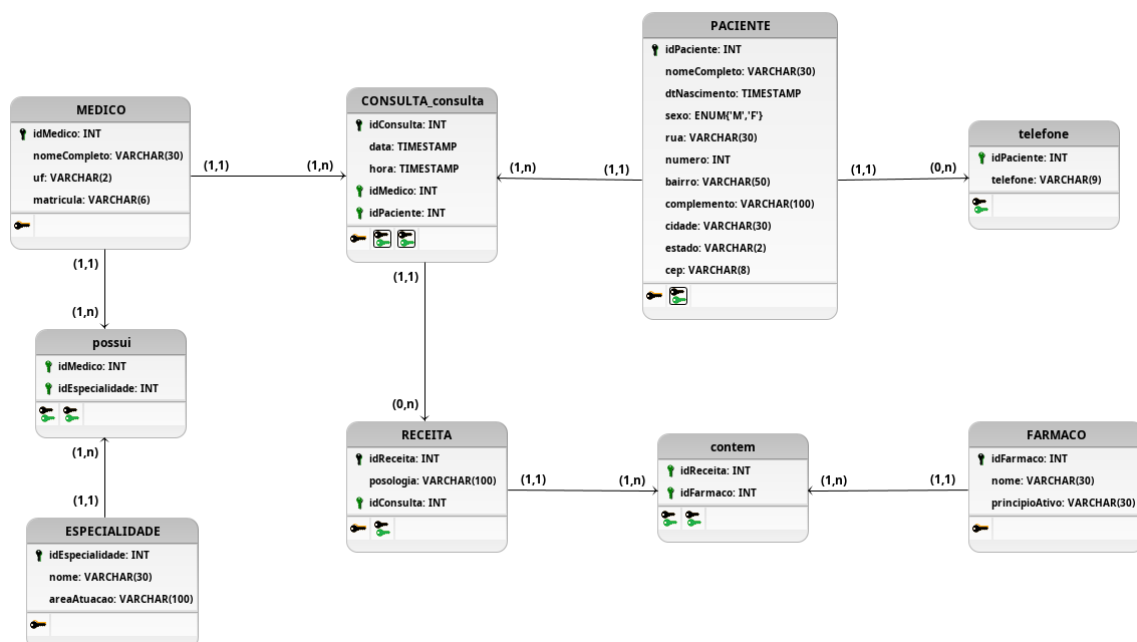 PACIENTE
idPaciente: INT
nomeCompleto: VARCHAR(30)
dtNascimento: TIMESTAMP
sexo: ENUM('M','F')
rua: VARCHAR(30)
numero: INT
bairro: VARCHAR(50)
complemento: VARCHAR(100)
cidade: VARCHAR(30)
estado: VARCHAR(2)
cep: VARCHAR(8)
MEDICO
idMedico: INT
nomeCompleto: VARCHAR(30)
uf: VARCHAR(2)
matricula: VARCHAR(6)
(1,1)
(1,n)
CONSULTA_consulta
idConsulta: INT
data: TIMESTAMP
hora: TIMESTAMP
idMedico: INT
idPaciente: INT
(1,n)
(1,1)
(1,1)
(0,n)
telefone
idPaciente: INT
telefone: VARCHAR(9)
(1,1)
(1,n)
possui
idMedico: INT
idEspecialidade: INT
(1,n)
(1,1)
ESPECIALIDADE
idEspecialidade: INT
nome: VARCHAR(30)
areaAtuacao: VARCHAR(100)
(1,1)
(0,n)
RECEITA
idReceita: INT
posologia: VARCHAR(100)
idConsulta: INT
(1,1)
(1,n)
contem
idReceita: INT
idFarmaco: INT
(1,n)
(1,1)
FARMACO
idFarmaco: INT
nome: VARCHAR(30)
principioAtivo: VARCHAR(30)